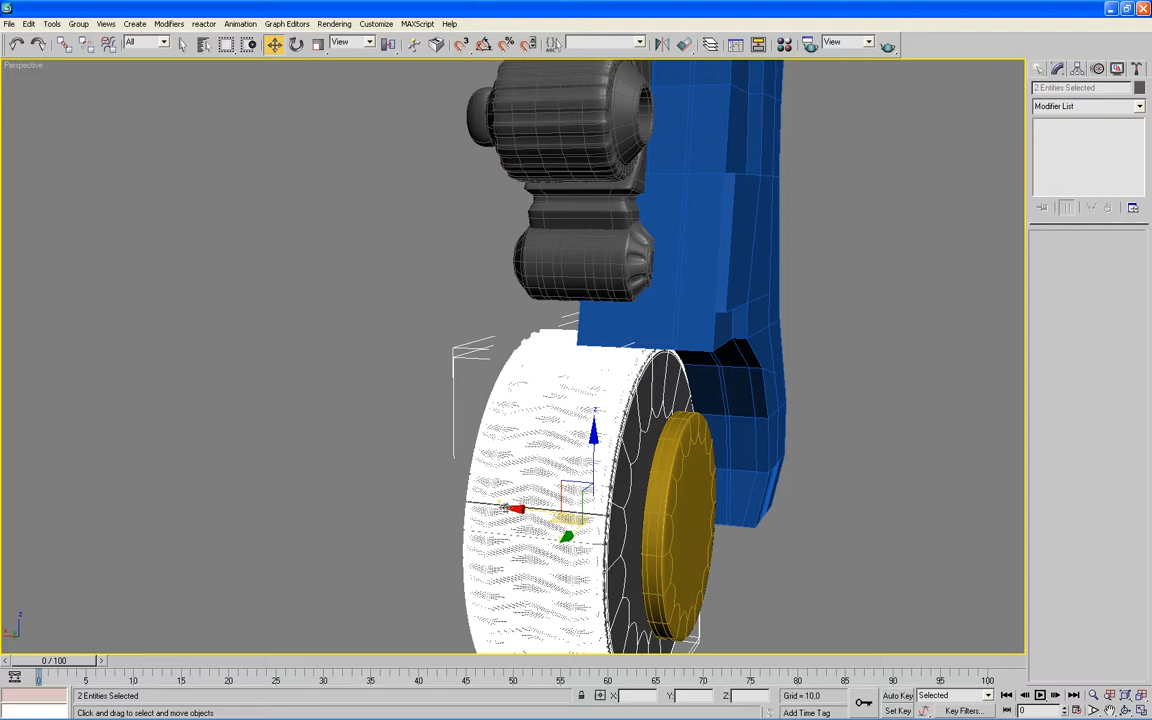 File Edit Tools Group Views Create Modifiers reactor Animation Graph Editors Rendering Customize MAXScript Help
All View View
Perspective
2 Entities Selected
Modifier List
z
x
z
0 / 100
0 5 10 15 20 25 30 35 40 45 50 55 60 65 70 75 80 85 90 95 100
2 Entities Selected X: Y: Z: Grid = 10,0 Auto Key Selected
Click and drag to select and move objects Add Time Tag Set Key Key Filters... 0